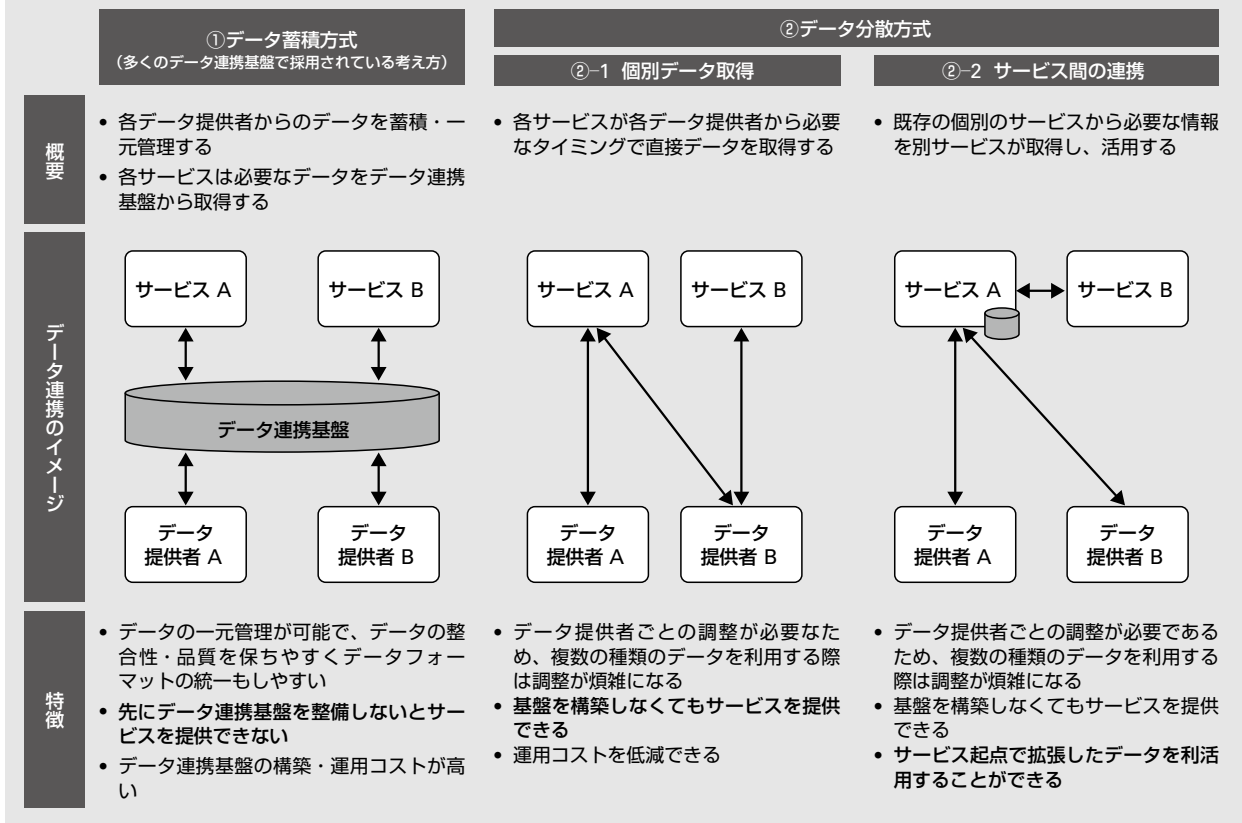 ①データ蓄積方式
（多くのデータ連携基盤で採用されている考え方）
②データ分散方式
②-1 個別データ取得
②-2 サービス間の連携
概要
• 各データ提供者からのデータを蓄積・一
元管理する
• 各サービスは必要なデータをデータ連携
基盤から取得する
• 各サービスが各データ提供者から必要
なタイミングで直接データを取得する
• 既存の個別のサービスから必要な情報
を別サービスが取得し、活用する
データ連携のイメージ
サービス A
サービス B
データ連携基盤
データ
提供者 A
データ
提供者 B
サービス A
サービス B
データ
提供者 A
データ
提供者 B
サービス A
サービス B
データ
提供者 A
データ
提供者 B
特徴
• データの一元管理が可能で、データの整
合性・品質を保ちやすくデータフォー
マットの統一もしやすい
• 先にデータ連携基盤を整備しないとサー
ビスを提供できない
• データ連携基盤の構築・運用コストが高
い
• データ提供者ごとの調整が必要なた
め、複数の種類のデータを利用する際
は調整が煩雑になる
• 基盤を構築しなくてもサービスを提供
できる
• 運用コストを低減できる
• データ提供者ごとの調整が必要である
ため、複数の種類のデータを利用する
際は調整が煩雑になる
• 基盤を構築しなくてもサービスを提供
できる
• サービス起点で拡張したデータを利活
用することができる